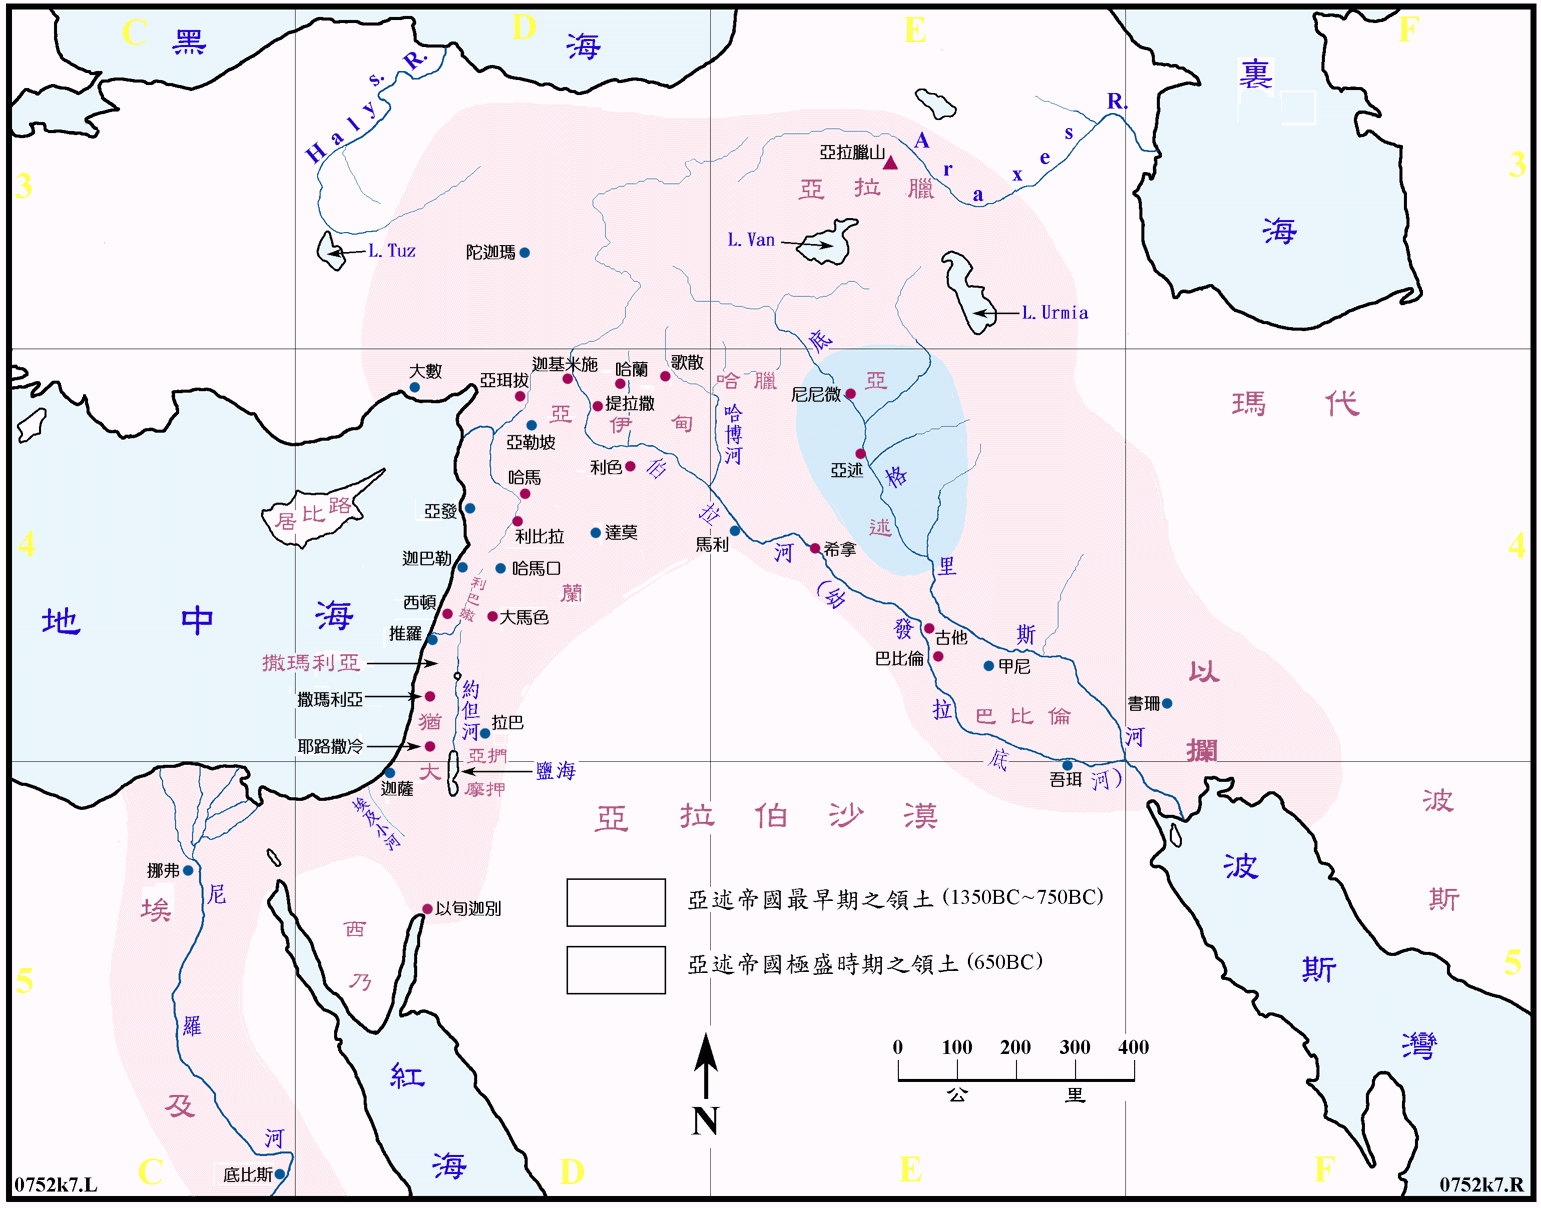 C
D
E
F
黑
海
裏
海
Halys. R.
Araxes R.
3
3
亞拉臘山
亞拉臘
L.Tuz
陀迦瑪
L.Van
L.Urmia
大數
亞珥拔
迦基米施
哈蘭
歌散
哈臘
底格里斯河
尼尼微
亞述
提拉撒
亞蘭
伊甸
哈博河
瑪代
亞勒坡
利色
伯拉河(幼發拉底河)
亞述
哈馬
居比路
亞發
利比拉
達莫
馬利
希拿
4
4
迦巴勒
哈馬口
利巴嫩
地中海
西頓
大馬色
推羅
古他
巴比倫
甲尼
撒瑪利亞
撒瑪利亞
約但河
猶大
拉巴
巴比倫
書珊
以攔
耶路撒冷
亞捫
鹽海
摩押
迦薩
吾珥
埃及小河
亞拉伯沙漠
波斯
挪弗
尼羅河
埃及
以旬迦別
西乃
波斯灣
亞述帝國最早期之領土(1350BC~750BC)
亞述帝國極盛時期之領土(650BC)
5
5
紅海
N
0 100 200 300 400
公里
底比斯
C
D
E
F
0752k7.L
0752k7.R